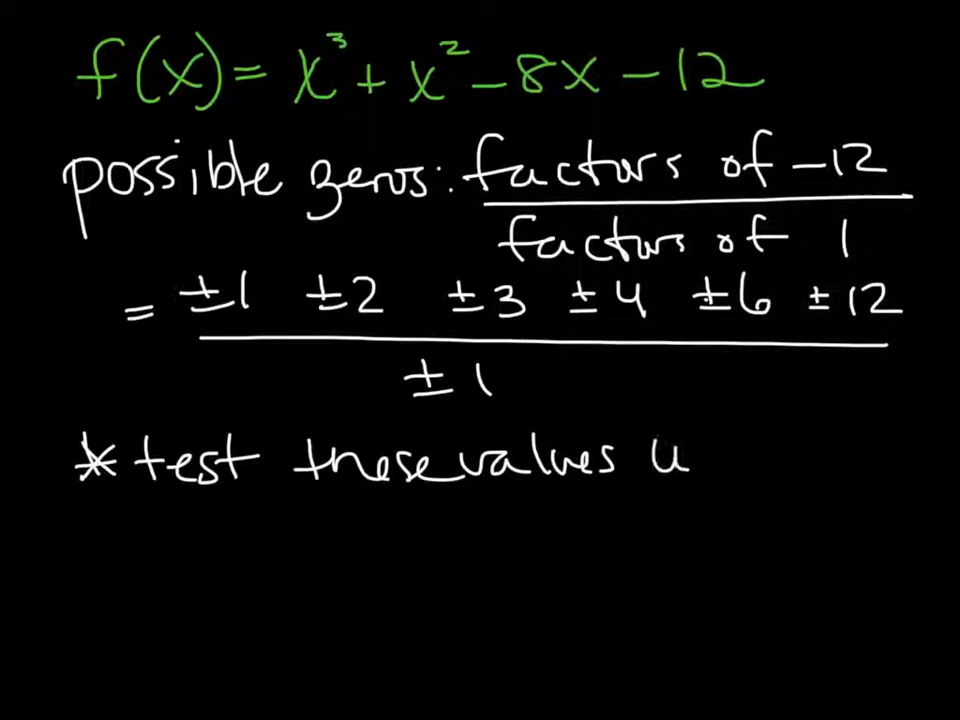 f(x) = x³ + x² - 8x - 12
possible zeros: factors of -12
factors of 1
= ±1 ±2 ±3 ±4 ±6 ±12
±1
* test these values u